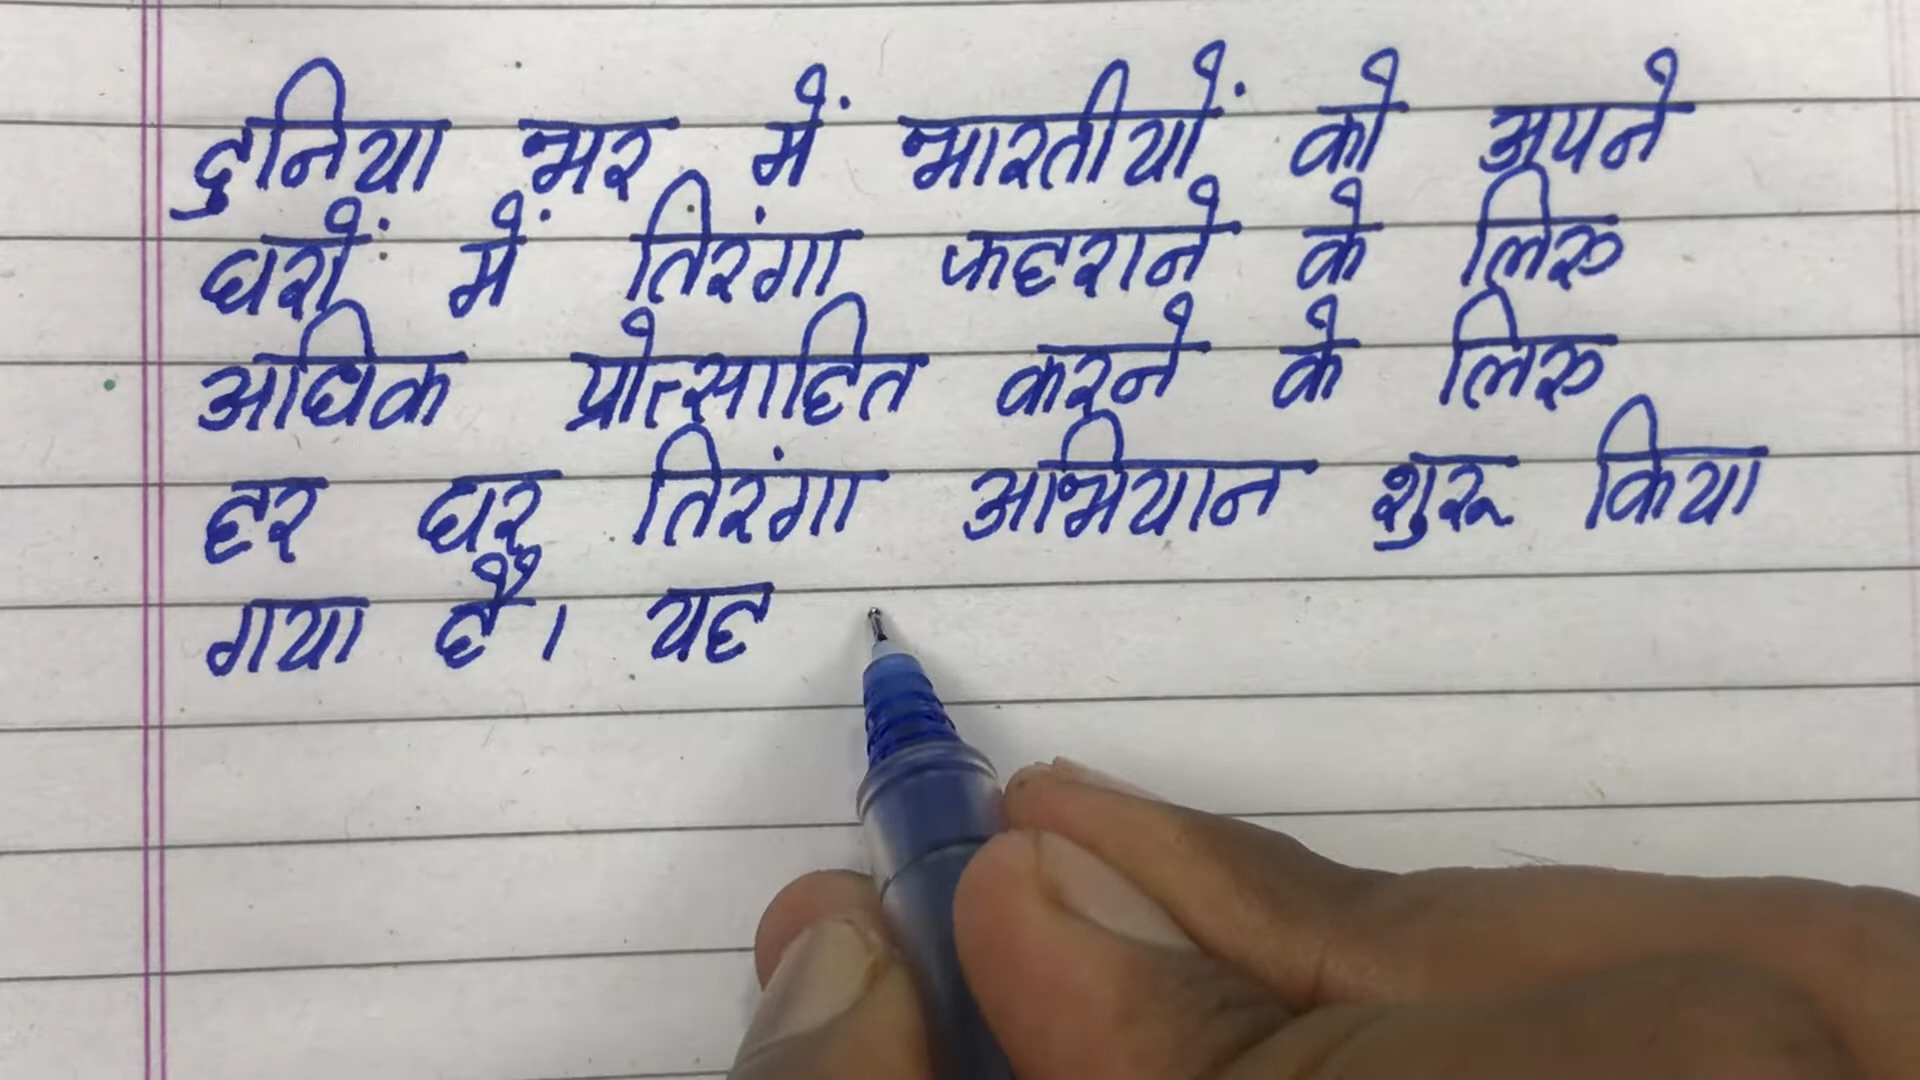 दुनिया भर में भारतीयों को अपने
घरों में तिरंगा फहराने के लिए
अधिक प्रोत्साहित करने के लिए
हर घर तिरंगा अभियान शुरू किया
गया है। यह